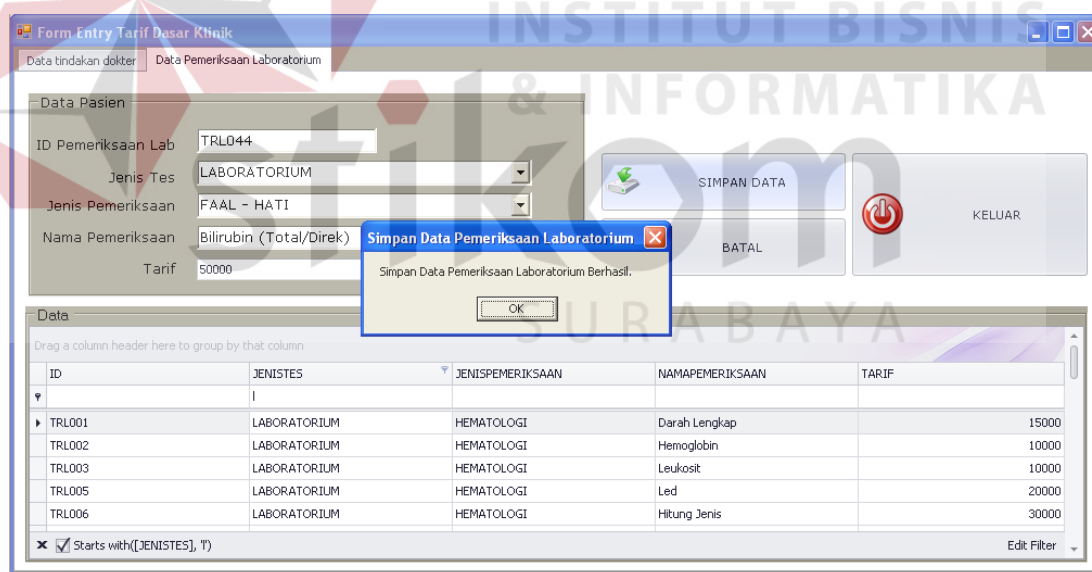 INSTITUT BISNIS
& INFORMATIKA
stikom
SURABAYA
Form Entry Tarif Dasar Klinik
Data tindakan dokter Data Pemeriksaan Laboratorium
Data Pasien
ID Pemeriksaan Lab TRL044
Jenis Tes LABORATORIUM
Jenis Pemeriksaan FAAL - HATI
Nama Pemeriksaan Bilirubin (Total/Direk)
Tarif 50000
SIMPAN DATA
BATAL
KELUAR
Simpan Data Pemeriksaan Laboratorium
Simpan Data Pemeriksaan Laboratorium Berhasil.
OK
Data
Drag a column header here to group by that column
ID JENISTES JENISPEMERIKSAAN NAMAPEMERIKSAAN TARIF
l
TRL001 LABORATORIUM HEMATOLOGI Darah Lengkap 15000
TRL002 LABORATORIUM HEMATOLOGI Hemoglobin 10000
TRL003 LABORATORIUM HEMATOLOGI Leukosit 10000
TRL005 LABORATORIUM HEMATOLOGI Led 20000
TRL006 LABORATORIUM HEMATOLOGI Hitung Jenis 30000
Starts with([JENISTES], 'l') Edit Filter